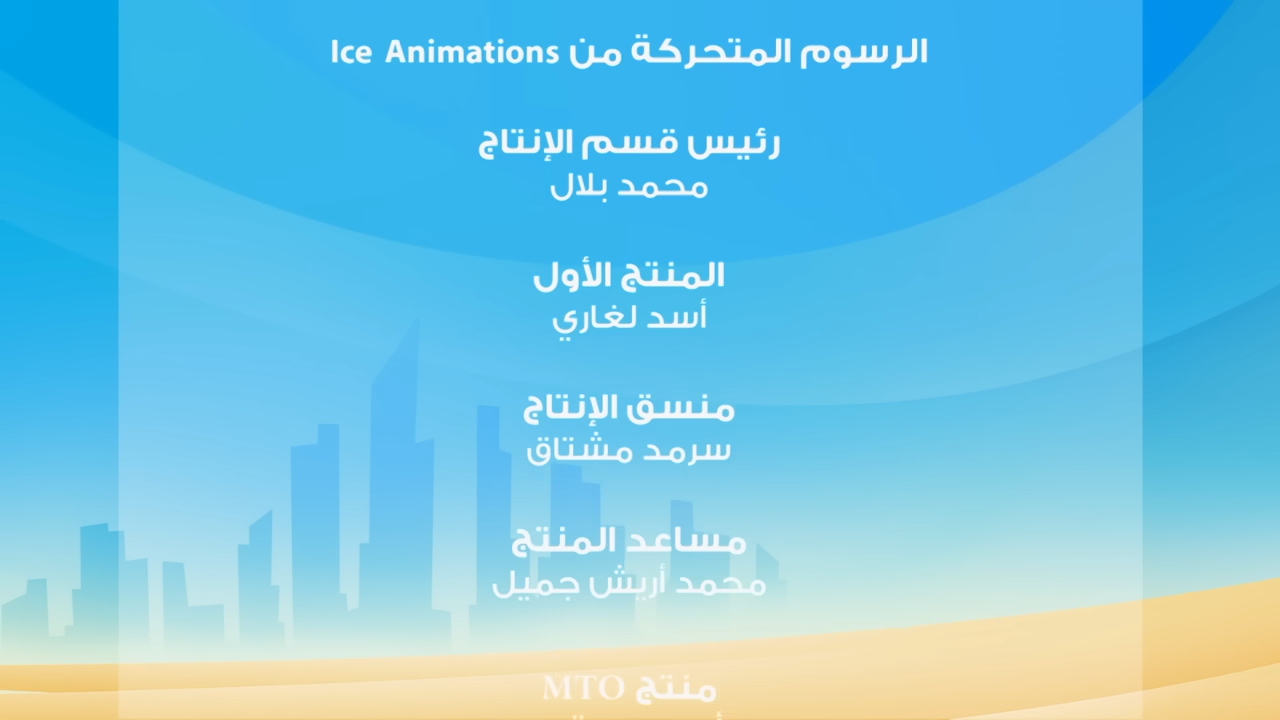 الرسوم المتحركة من Ice Animations
رئيس قسم الإنتاج
محمد بلال
المنتج الأول
أسد لغاري
منسق الإنتاج
سرمد مشتاق
مساعد المنتج
محمد أريش جميل
منتج MTO